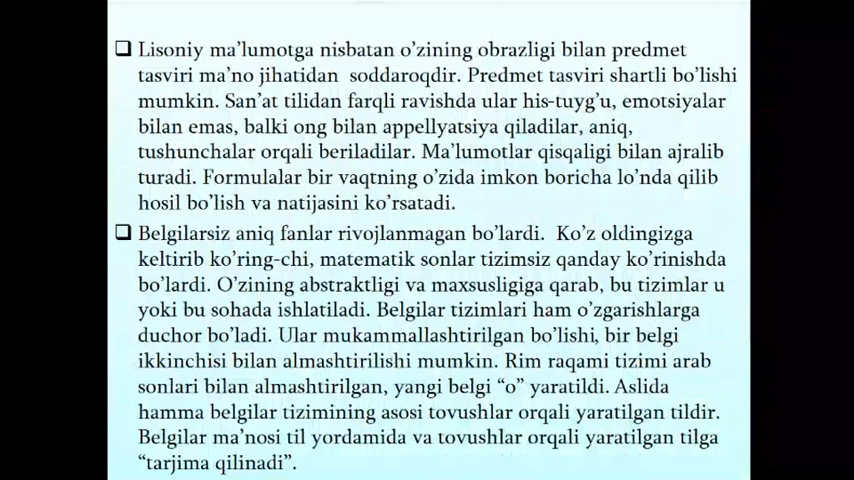 ❑ Lisoniy ma’lumotga nisbatan o’zining obrazligi bilan predmet
tasviri ma’no jihatidan soddaroqdir. Predmet tasviri shartli bo’lishi
mumkin. San’at tilidan farqli ravishda ular his-tuyg’u, emotsiyalar
bilan emas, balki ong bilan appellyatsiya qiladilar, aniq,
tushunchalar orqali beriladilar. Ma’lumotlar qisqaligi bilan ajralib
turadi. Formulalar bir vaqtning o’zida imkon boricha lo’nda qilib
hosil bo’lish va natijasini ko’rsatadi.
❑ Belgilarsiz aniq fanlar rivojlanmagan bo’lardi. Ko’z oldingizga
keltirib ko’ring-chi, matematik sonlar tizimsiz qanday ko’rinishda
bo’lardi. O’zining abstraktligi va maxsusligiga qarab, bu tizimlar u
yoki bu sohada ishlatiladi. Belgilar tizimlari ham o’zgarishlarga
duchor bo’ladi. Ular mukammallashtirilgan bo’lishi, bir belgi
ikkinchisi bilan almashtirilishi mumkin. Rim raqami tizimi arab
sonlari bilan almashtirilgan, yangi belgi “o” yaratildi. Aslida
hamma belgilar tizimining asosi tovushlar orqali yaratilgan tildir.
Belgilar ma’nosi til yordamida va tovushlar orqali yaratilgan tilga
“tarjima qilinadi”.